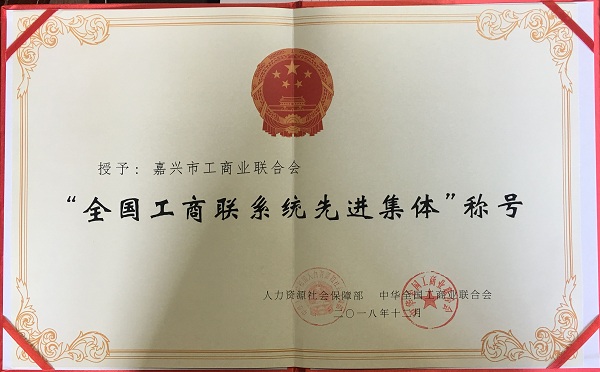 授予：嘉兴市工商业联合会
“全国工商联系统先进集体”称号
人力资源社会保障部 中华全国工商业联合会
二〇一八年十二月